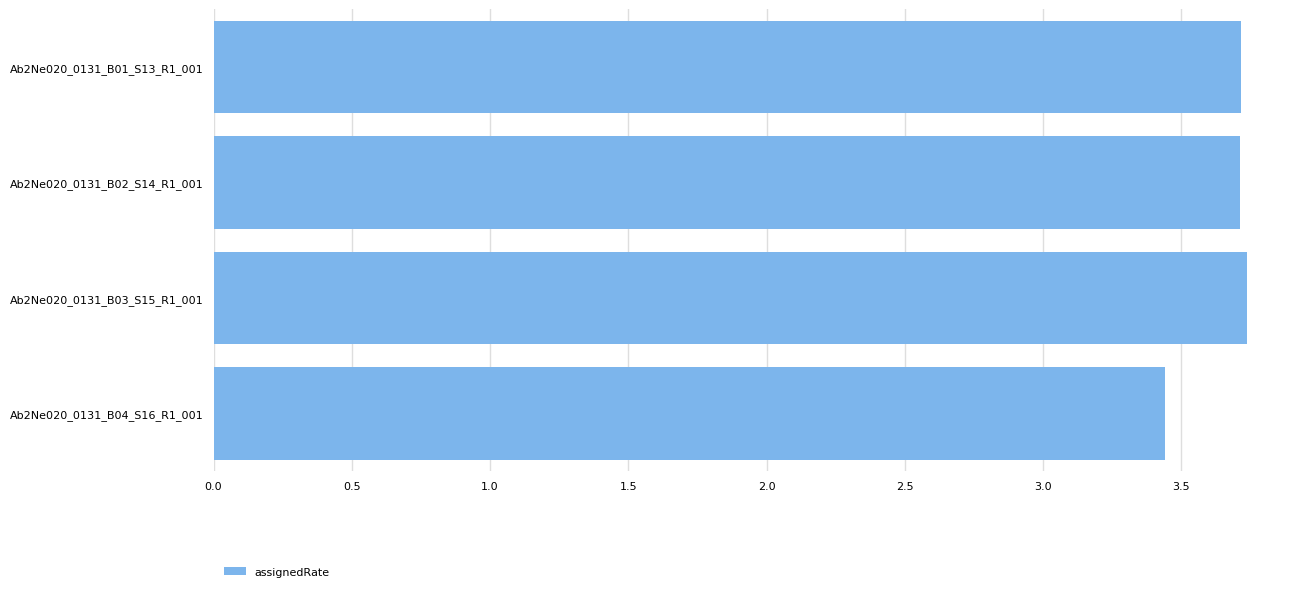 Ab2Ne020_0131_B01_S13_R1_001
Ab2Ne020_0131_B02_S14_R1_001
Ab2Ne020_0131_B03_S15_R1_001
Ab2Ne020_0131_B04_S16_R1_001
0.0 0.5 1.0 1.5 2.0 2.5 3.0 3.5
assignedRate